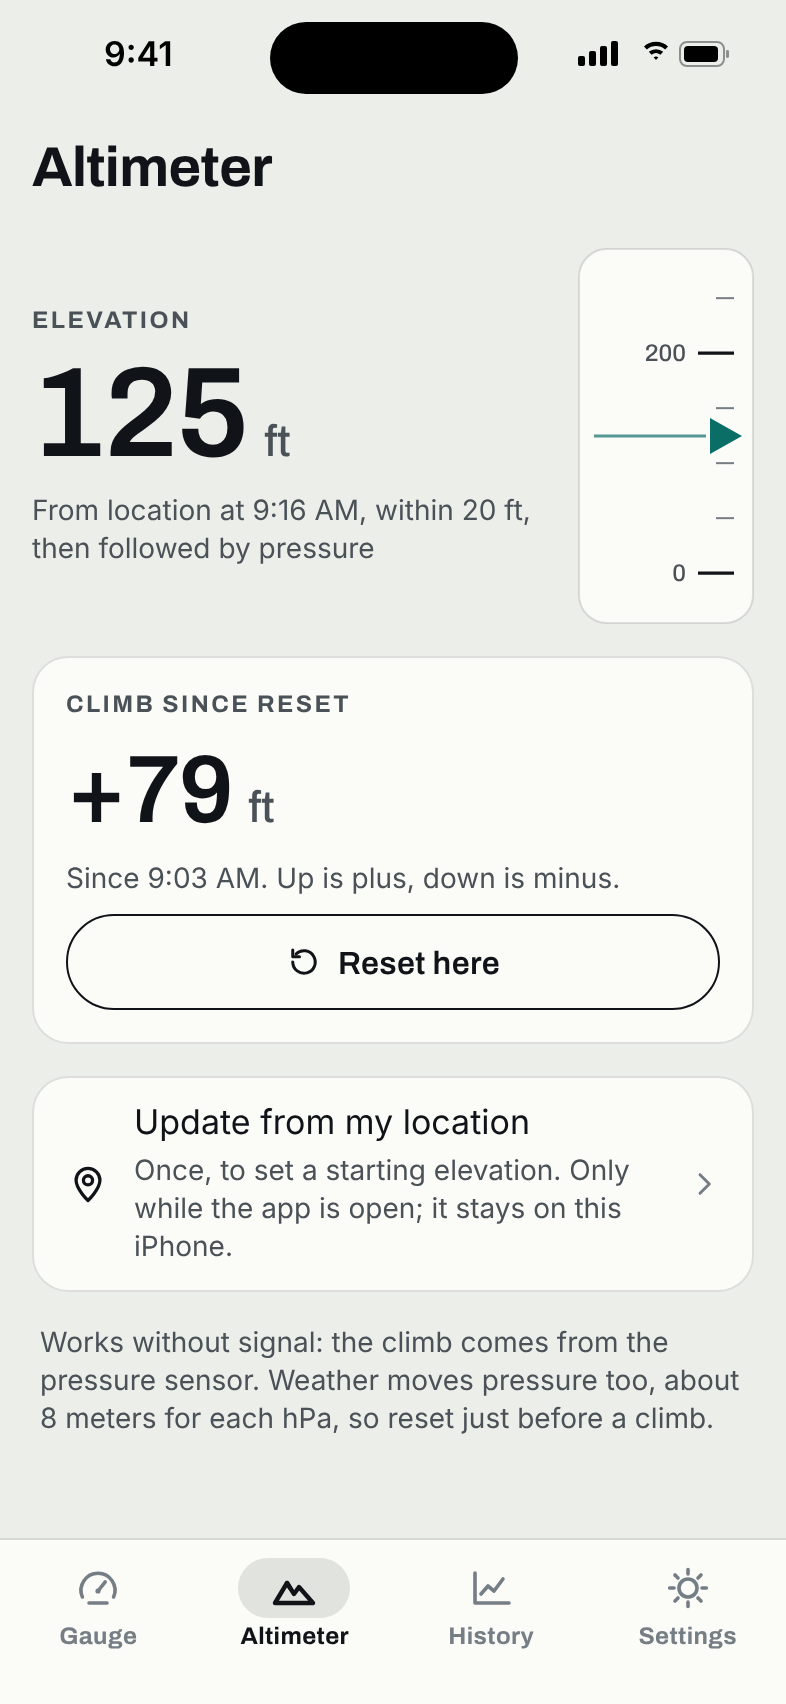 9:41
Altimeter
ELEVATION
125 ft
From location at 9:16 AM, within 20 ft,
then followed by pressure
200
0
CLIMB SINCE RESET
+79 ft
Since 9:03 AM. Up is plus, down is minus.
Reset here
Update from my location
Once, to set a starting elevation. Only
while the app is open; it stays on this
iPhone.
Works without signal: the climb comes from the
pressure sensor. Weather moves pressure too, about
8 meters for each hPa, so reset just before a climb.
Gauge
Altimeter
History
Settings